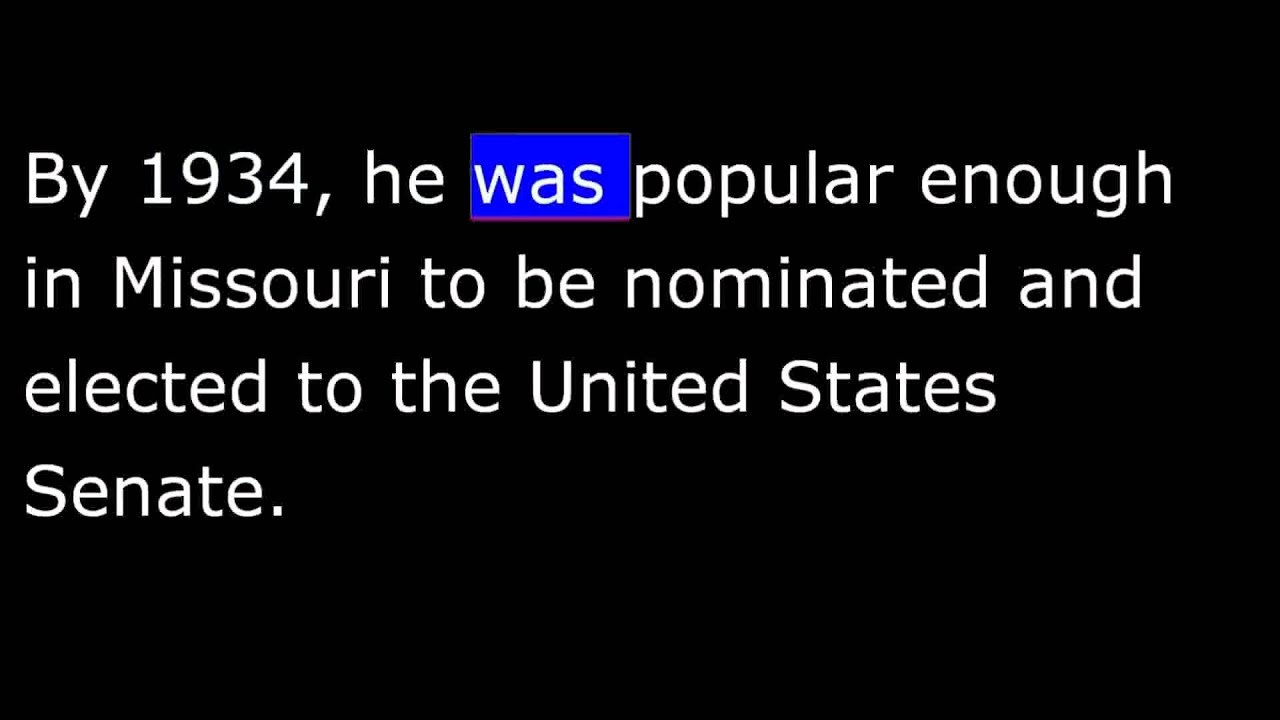 By 1934, he was popular enough
in Missouri to be nominated and
elected to the United States
Senate.